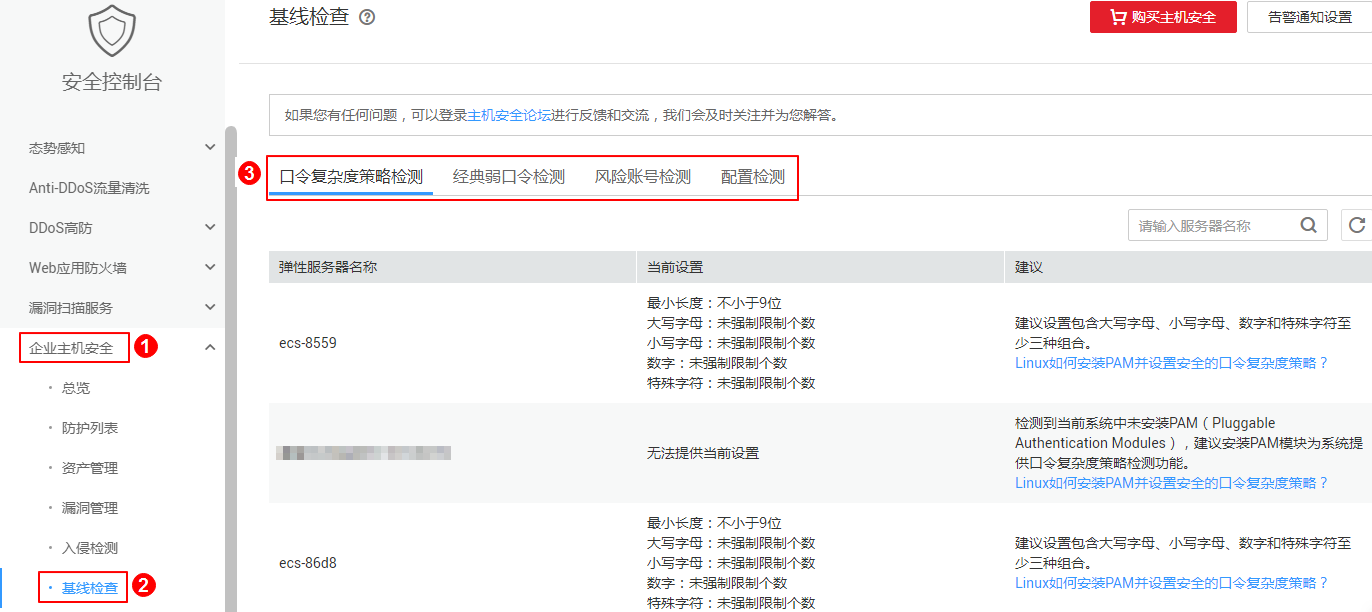 安全控制台
态势感知
Anti-DDoS流量清洗
DDoS高防
Web应用防火墙
漏洞扫描服务
企业主机安全 1
· 总览
· 防护列表
· 资产管理
· 漏洞管理
· 入侵检测
· 基线检查 2
基线检查 ?
购买主机安全 告警通知设置
如果您有任何问题，可以登录主机安全论坛进行反馈和交流，我们会及时关注并为您解答。
3 口令复杂度策略检测 经典弱口令检测 风险账号检测 配置检测
请输入服务器名称
弹性服务器名称 当前设置 建议
ecs-8559
最小长度：不小于9位
大写字母：未强制限制个数
小写字母：未强制限制个数
数字：未强制限制个数
特殊字符：未强制限制个数
建议设置包含大写字母、小写字母、数字和特殊字符至
少三种组合。
Linux如何安装PAM并设置安全的口令复杂度策略？
无法提供当前设置
检测到当前系统中未安装PAM（Pluggable
Authentication Modules），建议安装PAM模块为系统提
供口令复杂度策略检测功能。
Linux如何安装PAM并设置安全的口令复杂度策略？
ecs-86d8
最小长度：不小于9位
大写字母：未强制限制个数
小写字母：未强制限制个数
数字：未强制限制个数
特殊字符：未强制限制个数
建议设置包含大写字母、小写字母、数字和特殊字符至
少三种组合。
Linux如何安装PAM并设置安全的口令复杂度策略？